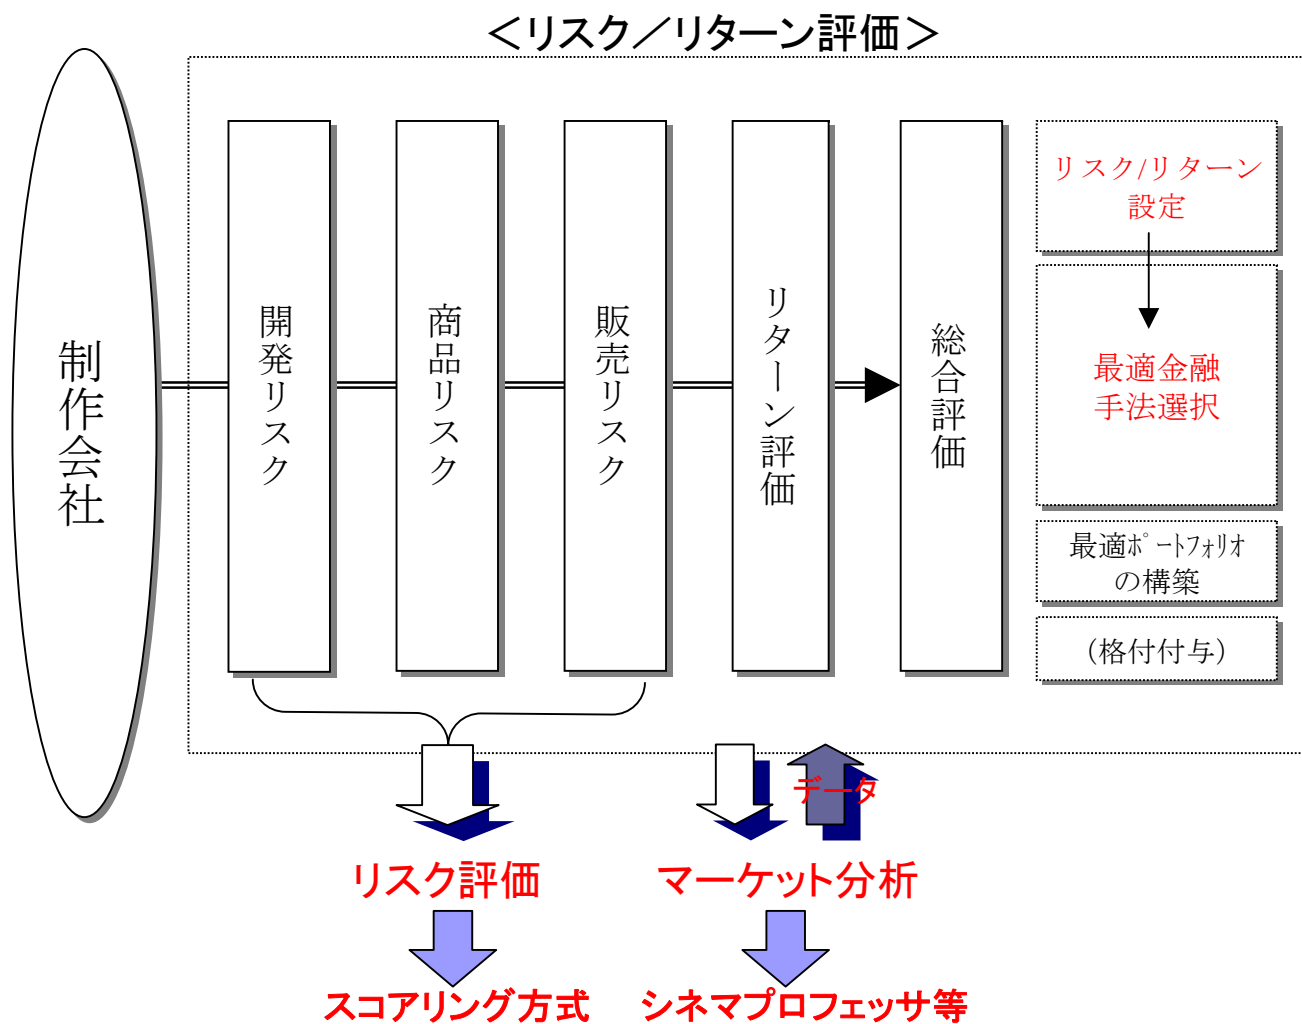 ＜リスク／リターン評価＞
制作会社
開発リスク
商品リスク
販売リスク
リターン評価
総合評価
リスク/リターン
設定
最適金融
手法選択
最適ﾎﾟｰﾄﾌｫﾘｵ
の構築
（格付付与）
データ
リスク評価
マーケット分析
スコアリング方式
シネマプロフェッサ等